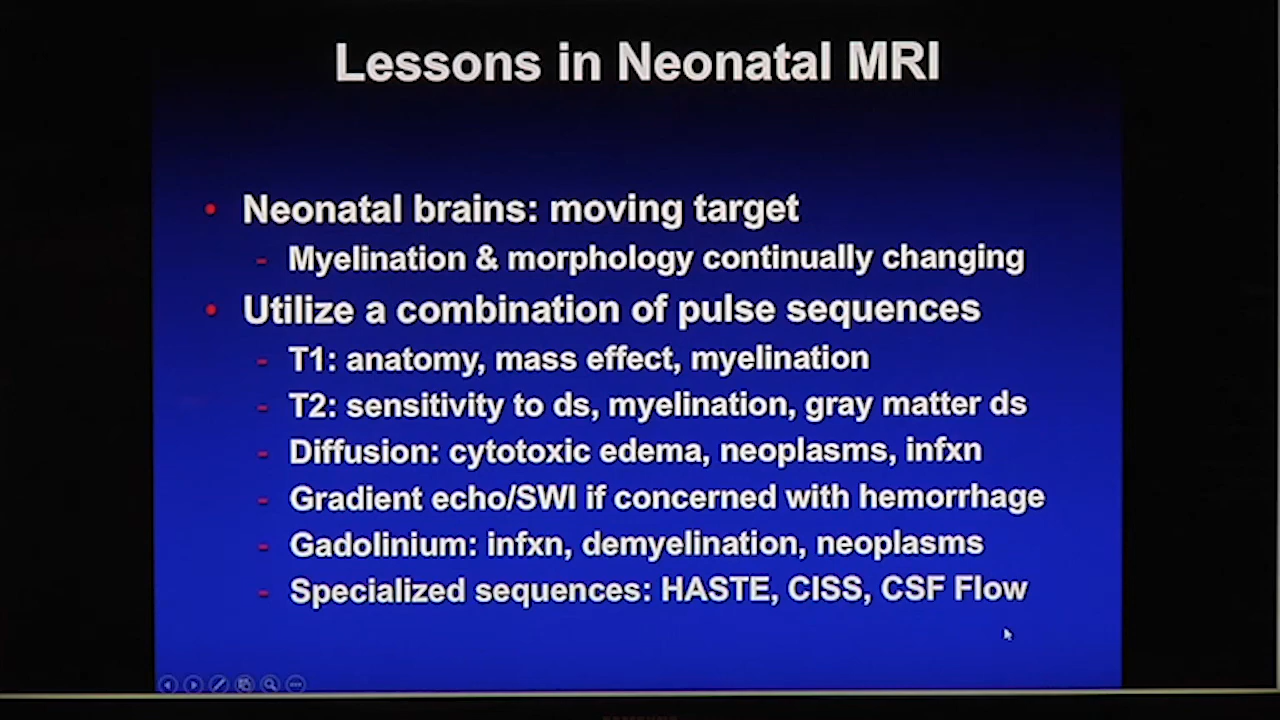 Lessons in Neonatal MRI
• Neonatal brains: moving target
- Myelination & morphology continually changing
• Utilize a combination of pulse sequences
- T1: anatomy, mass effect, myelination
- T2: sensitivity to ds, myelination, gray matter ds
- Diffusion: cytotoxic edema, neoplasms, infxn
- Gradient echo/SWI if concerned with hemorrhage
- Gadolinium: infxn, demyelination, neoplasms
- Specialized sequences: HASTE, CISS, CSF Flow
SAMSUNG